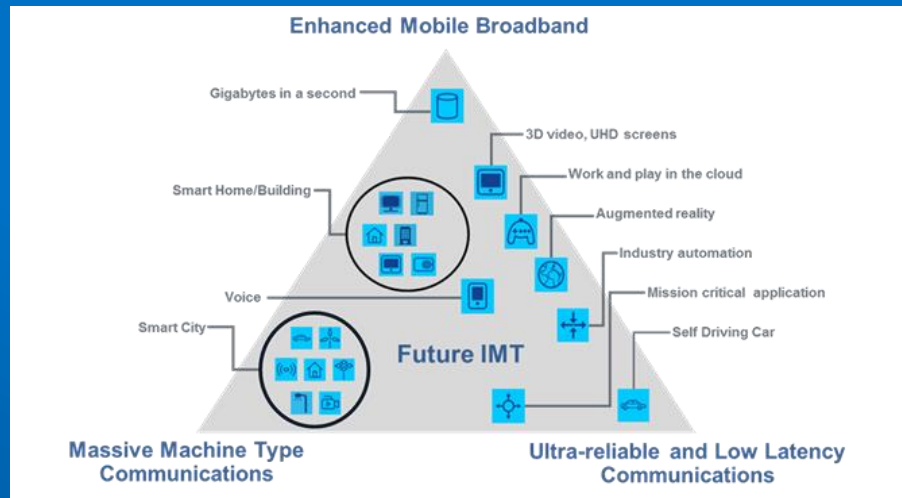 Enhanced Mobile Broadband
Gigabytes in a second
3D video, UHD screens
Work and play in the cloud
Smart Home/Building
Augmented reality
Industry automation
Mission critical application
Voice
Smart City
Self Driving Car
Future IMT
Massive Machine Type
Communications
Ultra-reliable and Low Latency
Communications